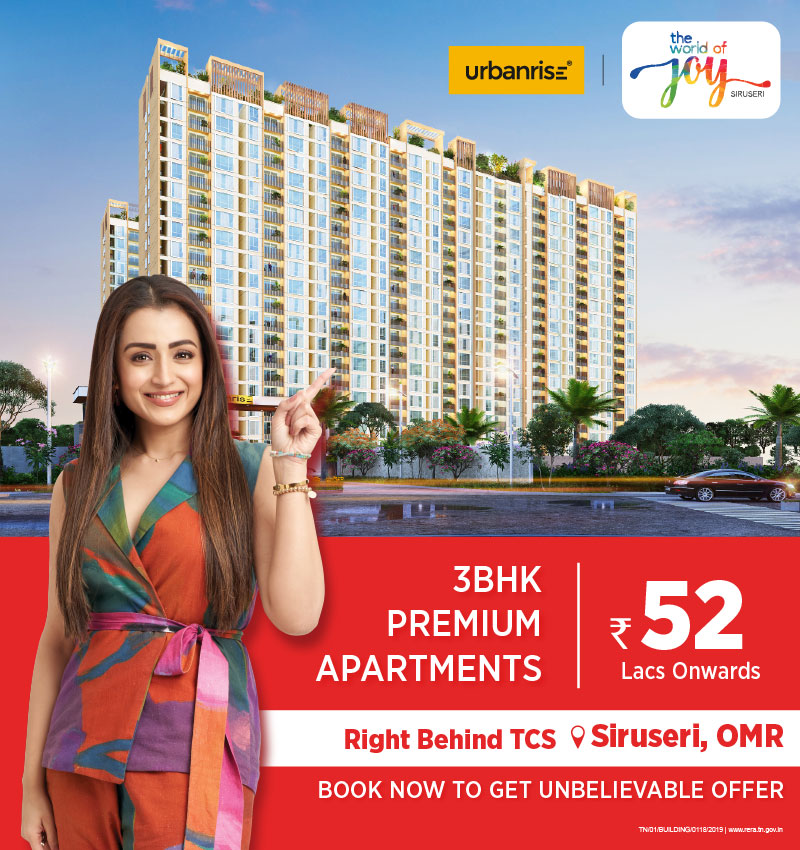 urbanrise®
the
world of
joy
SIRUSERI
3BHK
PREMIUM
APARTMENTS
₹ 52
Lacs Onwards
Right Behind TCS Siruseri, OMR
BOOK NOW TO GET UNBELIEVABLE OFFER
TN/01/BUILDING/0118/2019 | www.rera.tn.gov.in